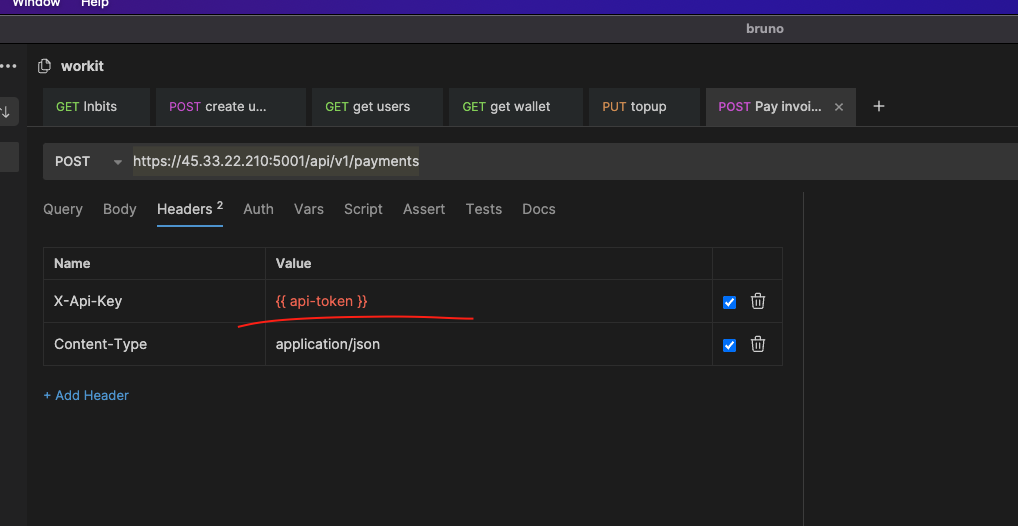 Window Help
bruno
workit
GET Inbits POST create u... GET get users GET get wallet PUT topup POST Pay invoi... × +
POST https://45.33.22.210:5001/api/v1/payments
Query Body Headers 2 Auth Vars Script Assert Tests Docs
Name Value
X-Api-Key {{ api-token }}
Content-Type application/json
+ Add Header